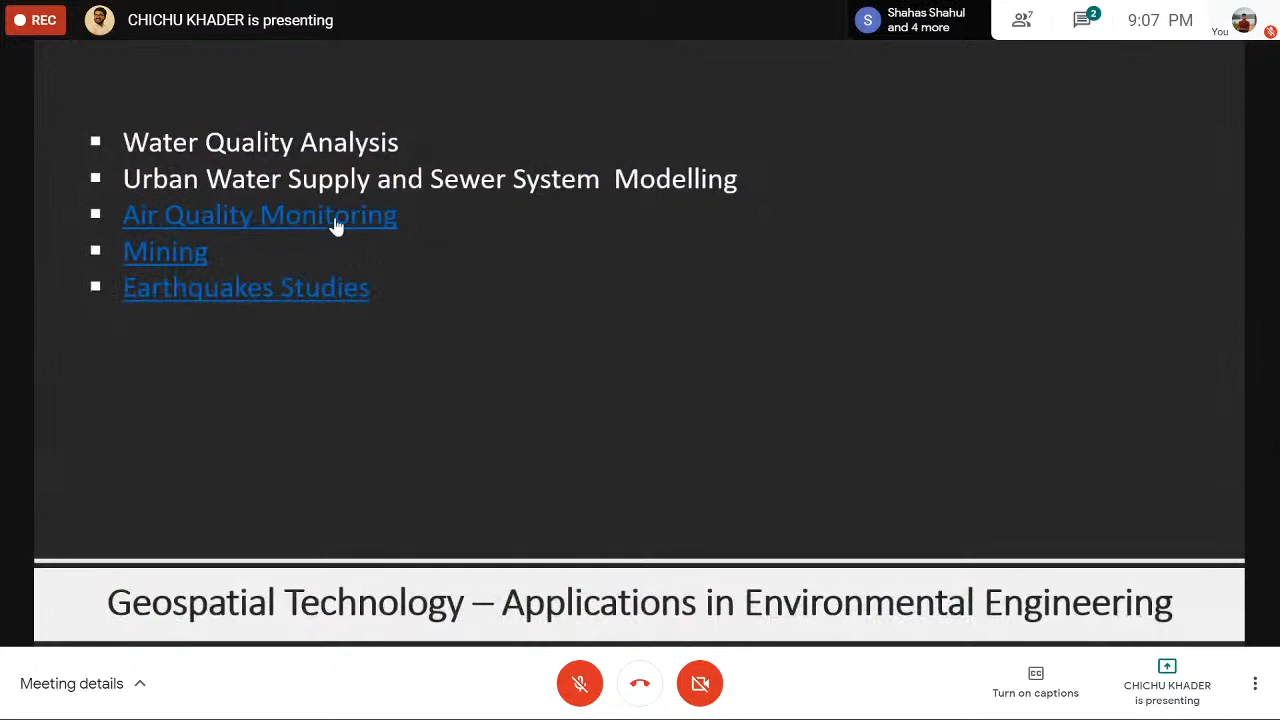 REC
CHICHU KHADER is presenting
S
Shahas Shahul
and 4 more
7
2
9:07 PM
You
Water Quality Analysis
Urban Water Supply and Sewer System Modelling
Air Quality Monitoring
Mining
Earthquakes Studies
Geospatial Technology – Applications in Environmental Engineering
Meeting details
CC
Turn on captions
CHICHU KHADER
is presenting